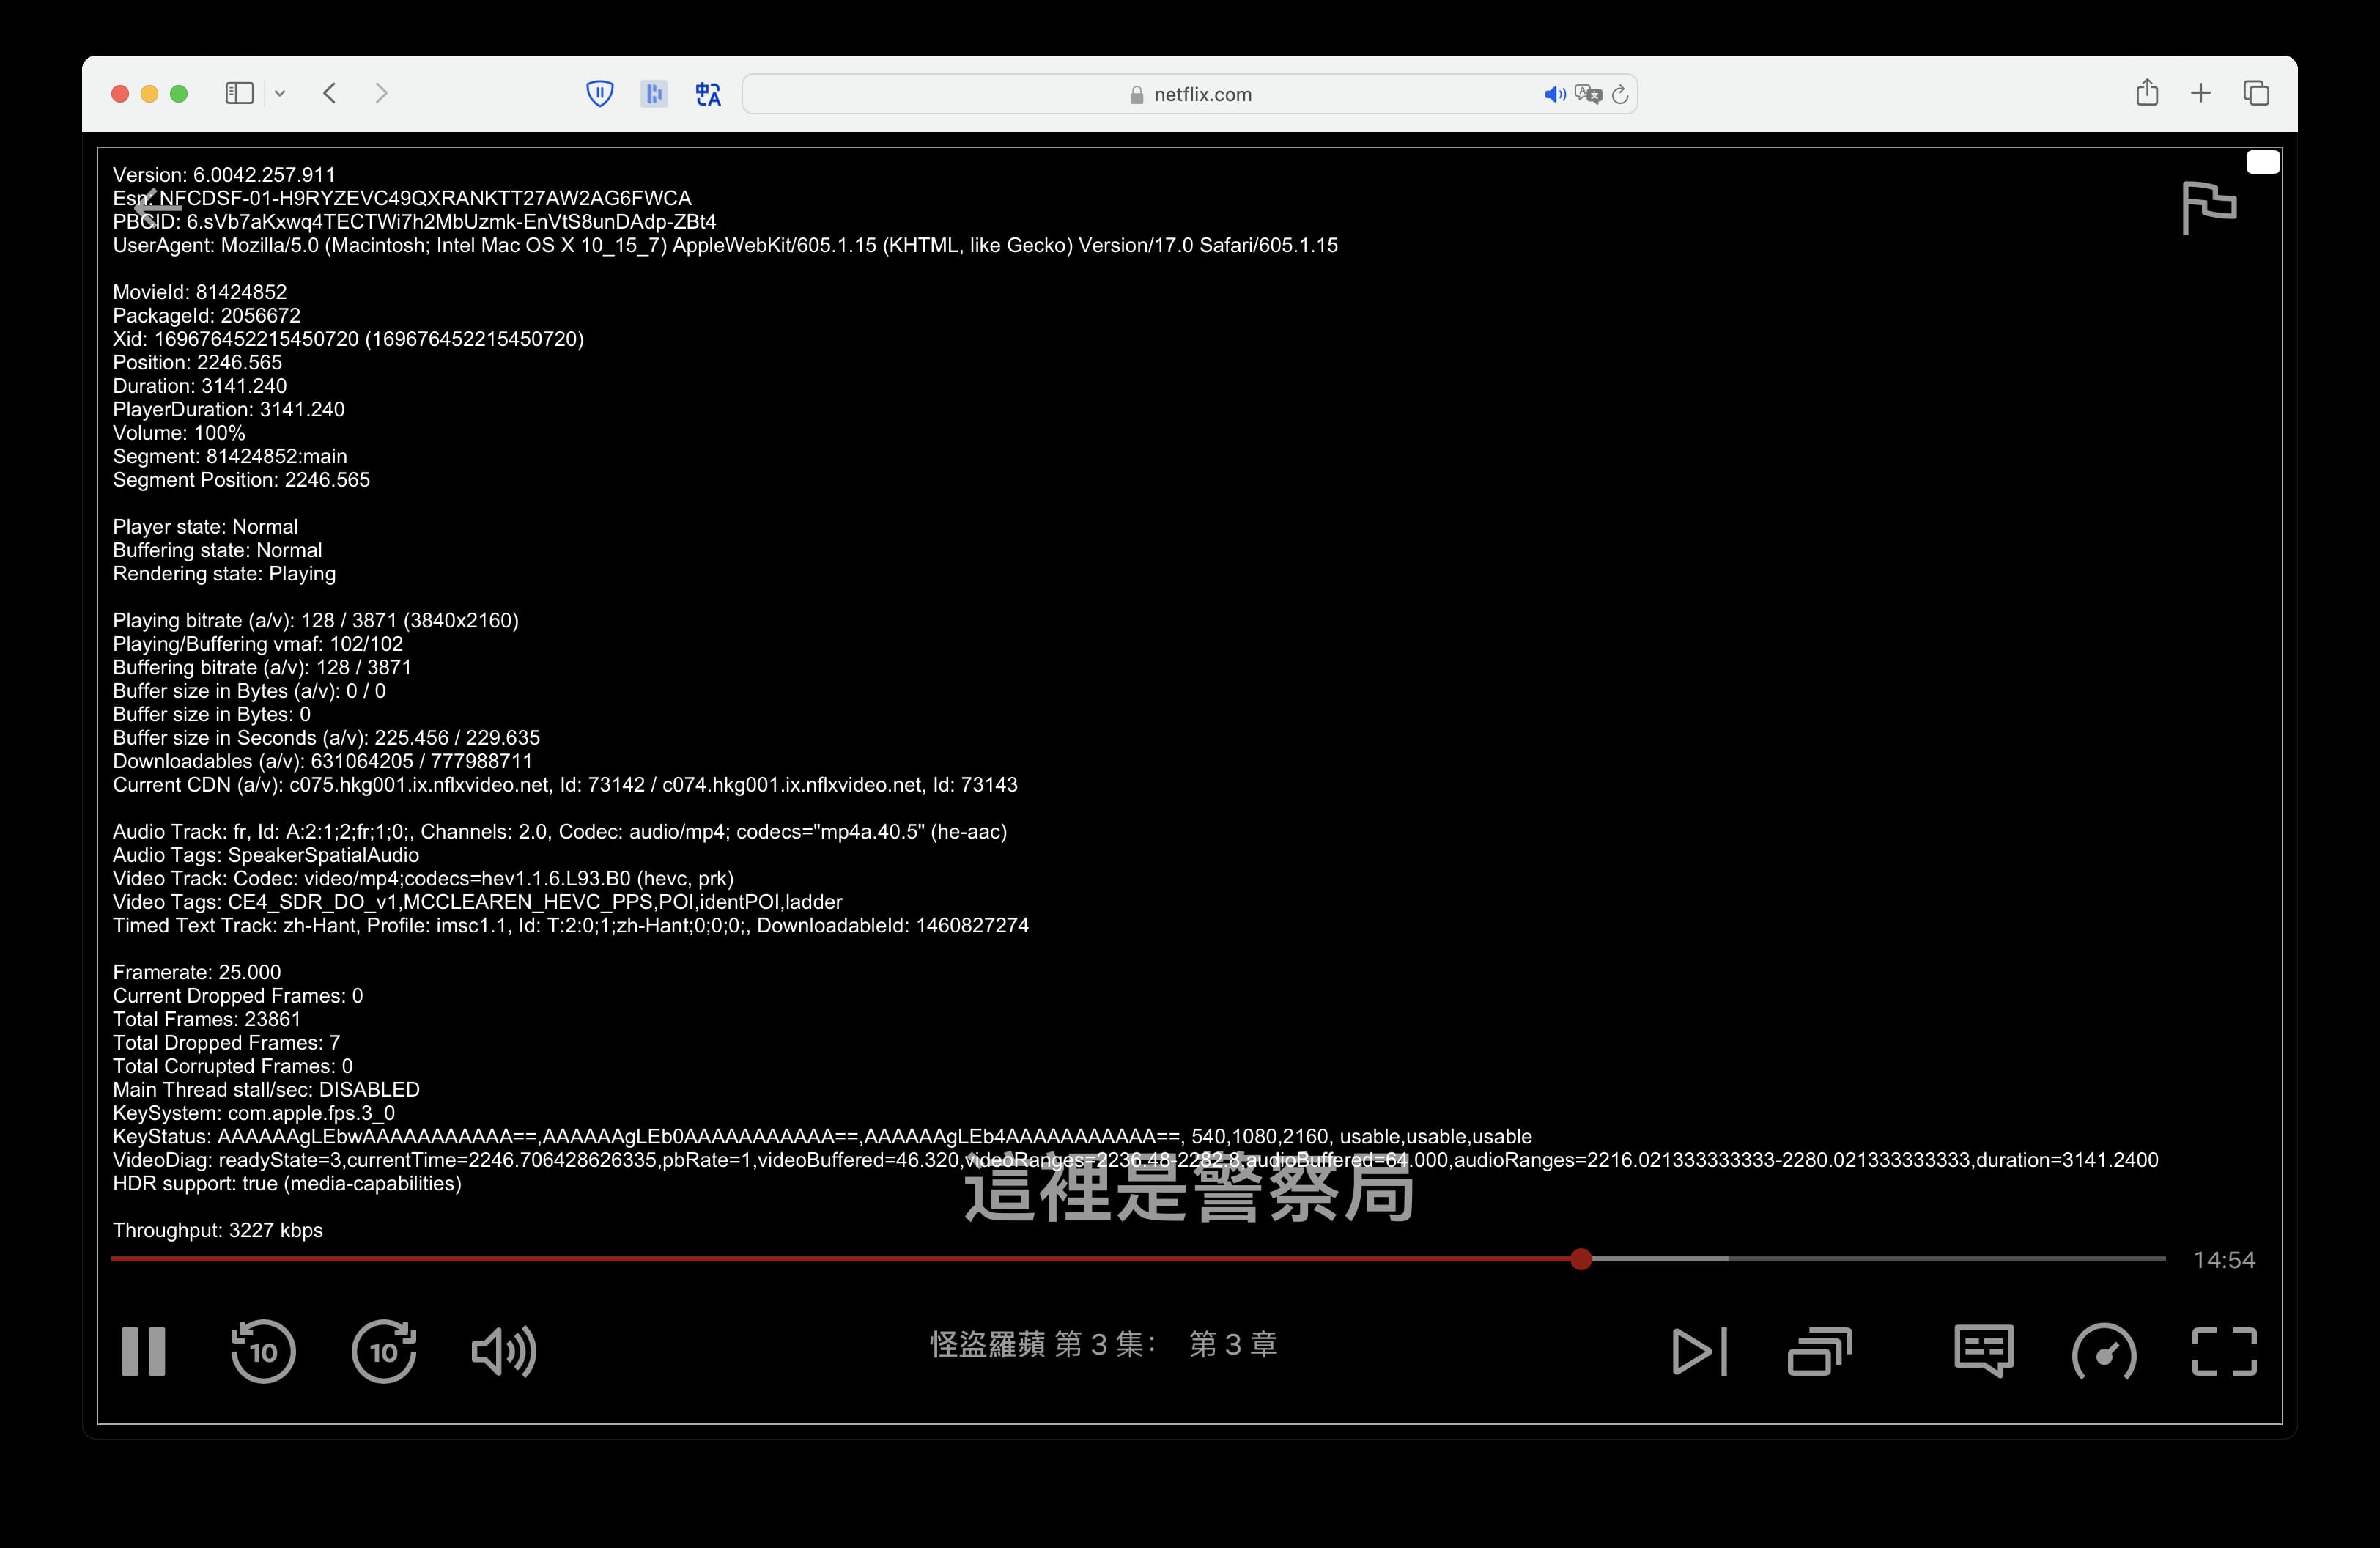 netflix.com
Version: 6.0042.257.911
Esn: NFCDSF-01-H9RYZEVC49QXRANKTT27AW2AG6FWCA
PBCID: 6.sVb7aKxwq4TECTWi7h2MbUzmk-EnVtS8unDAdp-ZBt4
UserAgent: Mozilla/5.0 (Macintosh; Intel Mac OS X 10_15_7) AppleWebKit/605.1.15 (KHTML, like Gecko) Version/17.0 Safari/605.1.15
MovieId: 81424852
PackageId: 2056672
Xid: 169676452215450720 (169676452215450720)
Position: 2246.565
Duration: 3141.240
PlayerDuration: 3141.240
Volume: 100%
Segment: 81424852:main
Segment Position: 2246.565
Player state: Normal
Buffering state: Normal
Rendering state: Playing
Playing bitrate (a/v): 128 / 3871 (3840x2160)
Playing/Buffering vmaf: 102/102
Buffering bitrate (a/v): 128 / 3871
Buffer size in Bytes (a/v): 0 / 0
Buffer size in Bytes: 0
Buffer size in Seconds (a/v): 225.456 / 229.635
Downloadables (a/v): 631064205 / 777988711
Current CDN (a/v): c075.hkg001.ix.nflxvideo.net, Id: 73142 / c074.hkg001.ix.nflxvideo.net, Id: 73143
Audio Track: fr, Id: A:2:1;2;fr;1;0;, Channels: 2.0, Codec: audio/mp4; codecs="mp4a.40.5" (he-aac)
Audio Tags: SpeakerSpatialAudio
Video Track: Codec: video/mp4;codecs=hev1.1.6.L93.B0 (hevc, prk)
Video Tags: CE4_SDR_DO_v1,MCCLEAREN_HEVC_PPS,POI,identPOI,ladder
Timed Text Track: zh-Hant, Profile: imsc1.1, Id: T:2:0;1;zh-Hant;0;0;0;, DownloadableId: 1460827274
Framerate: 25.000
Current Dropped Frames: 0
Total Frames: 23861
Total Dropped Frames: 7
Total Corrupted Frames: 0
Main Thread stall/sec: DISABLED
KeySystem: com.apple.fps.3_0
KeyStatus: AAAAAAgLEbwAAAAAAAAAAA==,AAAAAAgLEb0AAAAAAAAAAA==,AAAAAAgLEb4AAAAAAAAAAA==, 540,1080,2160, usable,usable,usable
VideoDiag: readyState=3,currentTime=2246.706428626335,pbRate=1,videoBuffered=46.320,videoRanges=2236.48-2282.8,audioBuffered=64.000,audioRanges=2216.021333333333-2280.021333333333,duration=3141.2400
HDR support: true (media-capabilities)
這裡是警察局
Throughput: 3227 kbps
14:54
10
10
怪盜羅蘋 第 3 集： 第 3 章